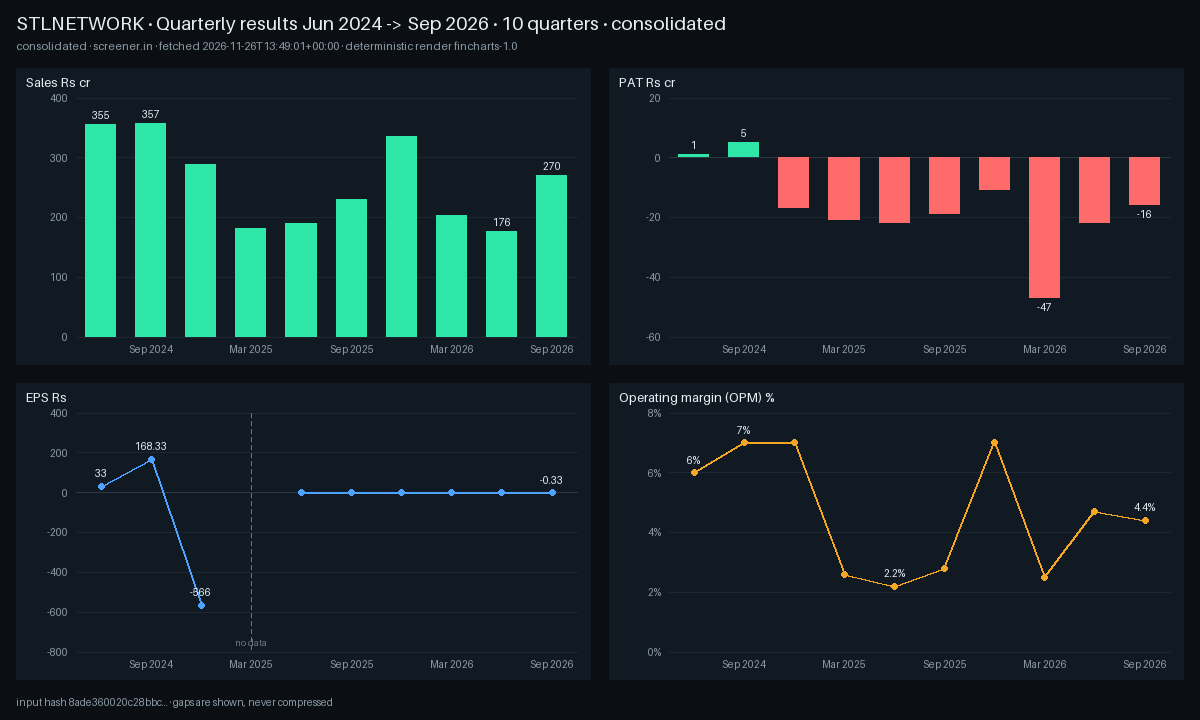 STLNETWORK · Quarterly results Jun 2024 -> Sep 2026 · 10 quarters · consolidated
consolidated · screener.in · fetched 2026-11-26T13:49:01+00:00 · deterministic render fincharts-1.0
Sales Rs cr
400
300
200
100
0
355
357
176
270
Sep 2024
Mar 2025
Sep 2025
Mar 2026
Sep 2026
PAT Rs cr
20
0
-20
-40
-60
1
5
-47
-16
Sep 2024
Mar 2025
Sep 2025
Mar 2026
Sep 2026
EPS Rs
400
200
0
-200
-400
-600
-800
33
168.33
-566
-0.33
no data
Sep 2024
Mar 2025
Sep 2025
Mar 2026
Sep 2026
Operating margin (OPM) %
8%
6%
4%
2%
0%
6%
7%
2.2%
4.4%
Sep 2024
Mar 2025
Sep 2025
Mar 2026
Sep 2026
input hash 8ade360020c28bbc… · gaps are shown, never compressed